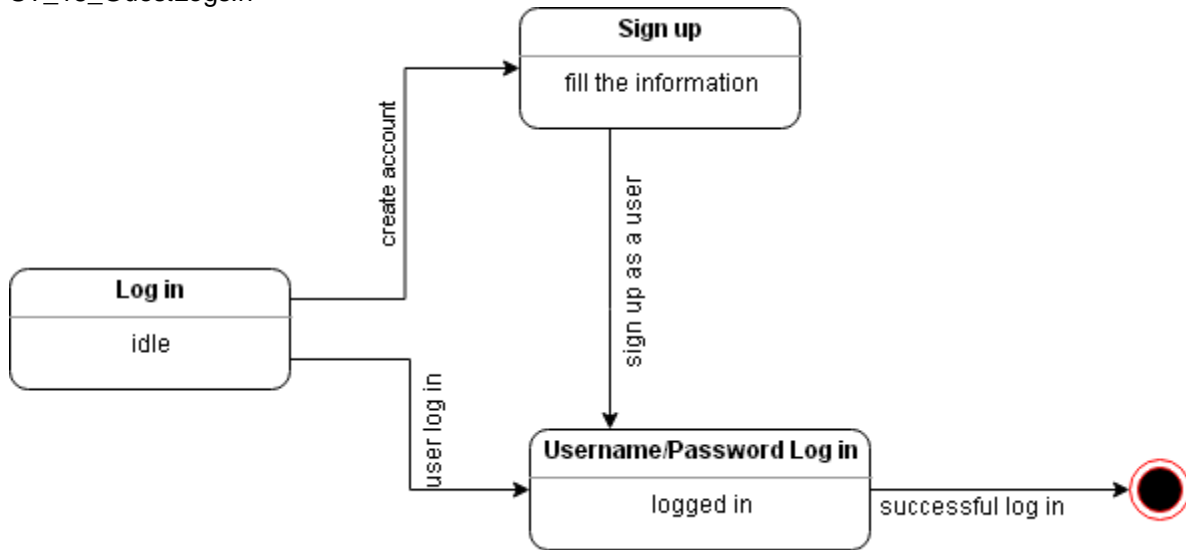 Sign up
fill the information
create account
sign up as a user
Log in
idle
user log in
Username/Password Log in
logged in
successful log in